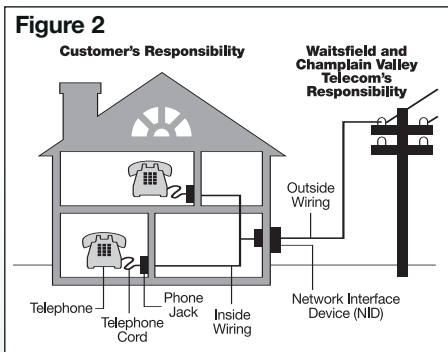 Figure 2
Customer's Responsibility
Waitsfield and
Champlain Valley
Telecom's
Responsibility
Outside
Wiring
Telephone
Telephone
Cord
Phone
Jack
Inside
Wiring
Network Interface
Device (NID)